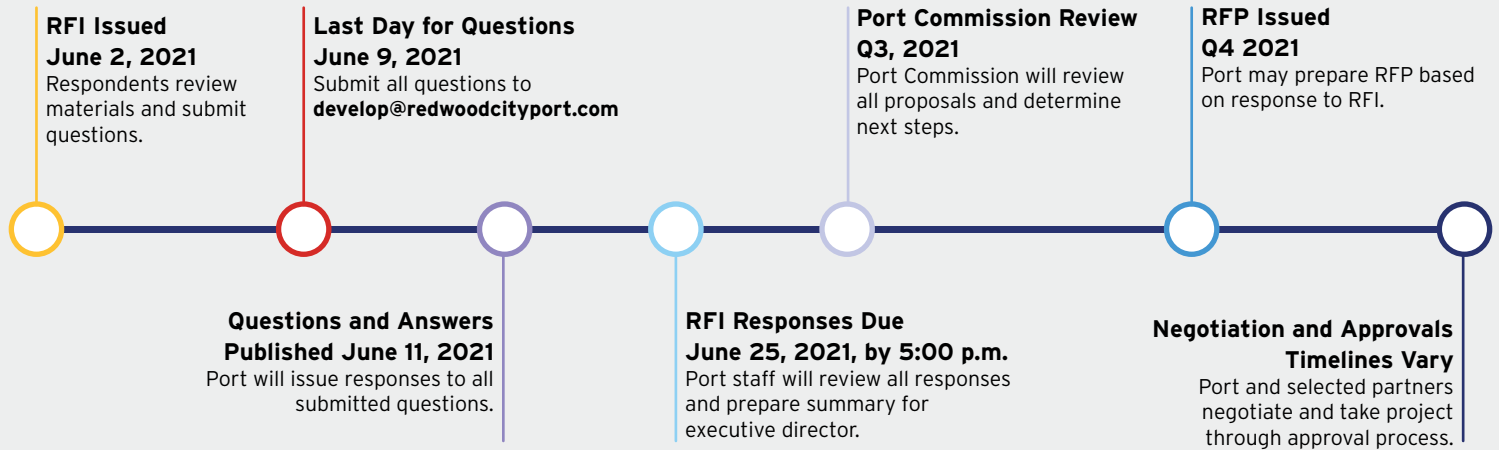 RFI Issued
June 2, 2021
Respondents review
materials and submit
questions.
Last Day for Questions
June 9, 2021
Submit all questions to
develop@redwoodcityport.com
Questions and Answers
Published June 11, 2021
Port will issue responses to all
submitted questions.
RFI Responses Due
June 25, 2021, by 5:00 p.m.
Port staff will review all responses
and prepare summary for
executive director.
Port Commission Review
Q3, 2021
Port Commission will review
all proposals and determine
next steps.
RFP Issued
Q4 2021
Port may prepare RFP based
on response to RFI.
Negotiation and Approvals
Timelines Vary
Port and selected partners
negotiate and take project
through approval process.